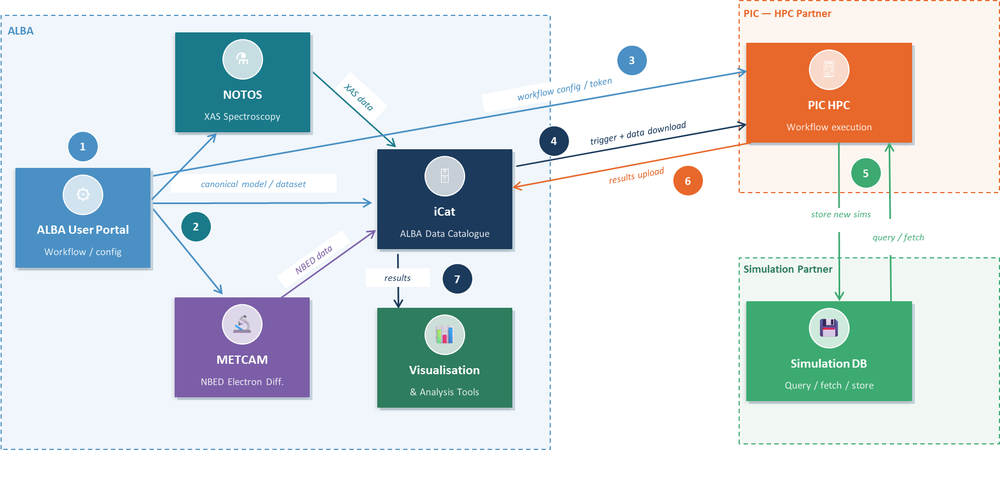 ALBA
PIC — HPC Partner
NOTOS
XAS Spectroscopy
XAS data
3
workflow config / token
PIC HPC
Workflow execution
1
4
trigger + data download
ALBA User Portal
Workflow / config
canonical model / dataset
2
iCat
ALBA Data Catalogue
results upload
6
5
store new sims
query / fetch
NBED data
results
7
Simulation Partner
METCAM
NBED Electron Diff.
Visualisation
& Analysis Tools
Simulation DB
Query / fetch / store